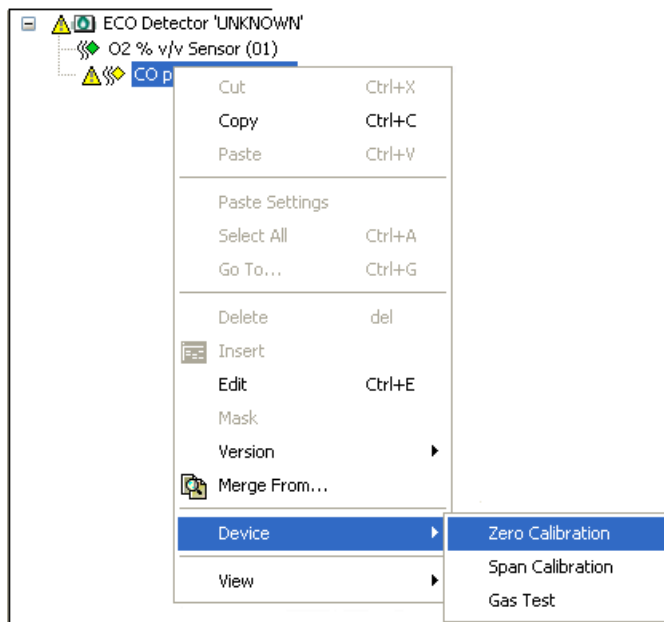 ECO Detector 'UNKNOWN'
O2 % v/v Sensor (01)
CO p
Cut Ctrl+X
Copy Ctrl+C
Paste Ctrl+V
Paste Settings
Select All Ctrl+A
Go To... Ctrl+G
Delete del
Insert
Edit Ctrl+E
Mask
Version
Merge From...
Device
Zero Calibration
Span Calibration
View
Gas Test